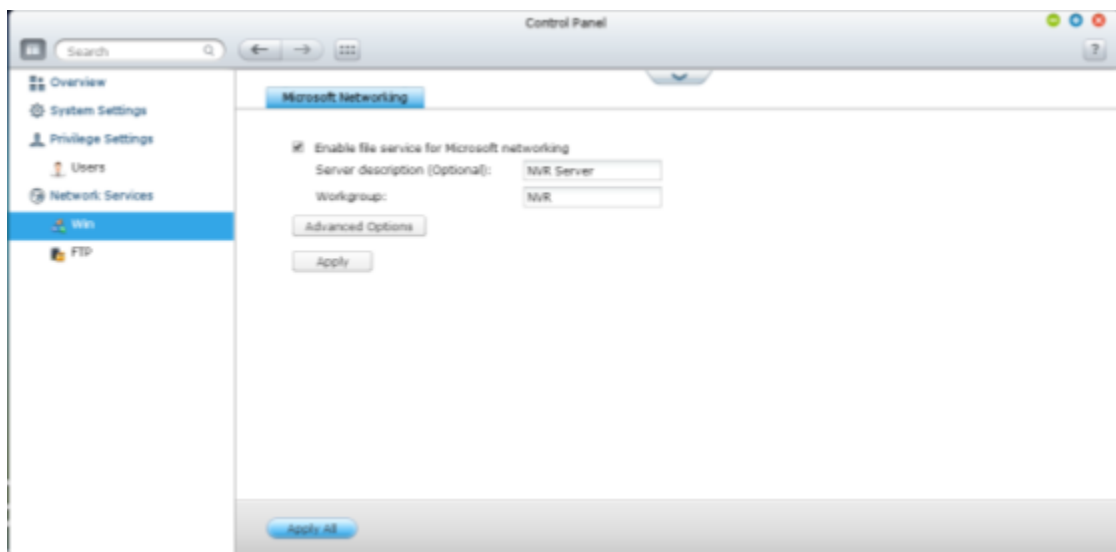 Control Panel
Search
?
Overview
System Settings
Privilege Settings
Users
Network Services
Win
FTP
Microsoft Networking
Enable file service for Microsoft networking
Server description (Optional): NVR Server
Workgroup: NVR
Advanced Options
Apply
Apply All